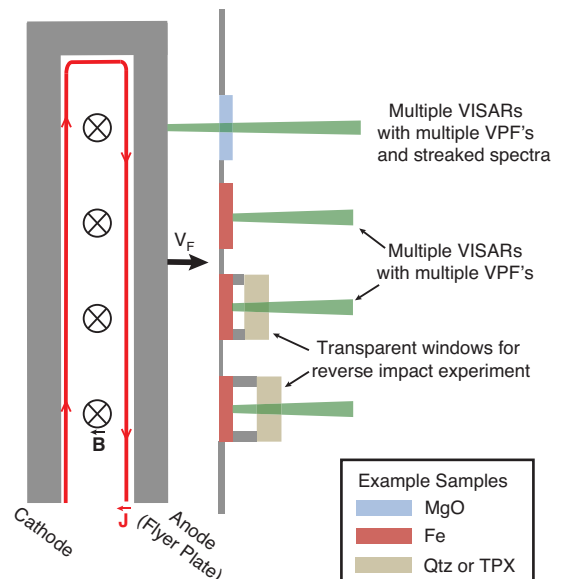 Multiple VISARs
with multiple VPF's
and streaked spectra
V_F
Multiple VISARs
with multiple VPF's
Transparent windows for
reverse impact experiment
B
J
Cathode
Anode
(Flyer Plate)
Example Samples
MgO
Fe
Qtz or TPX